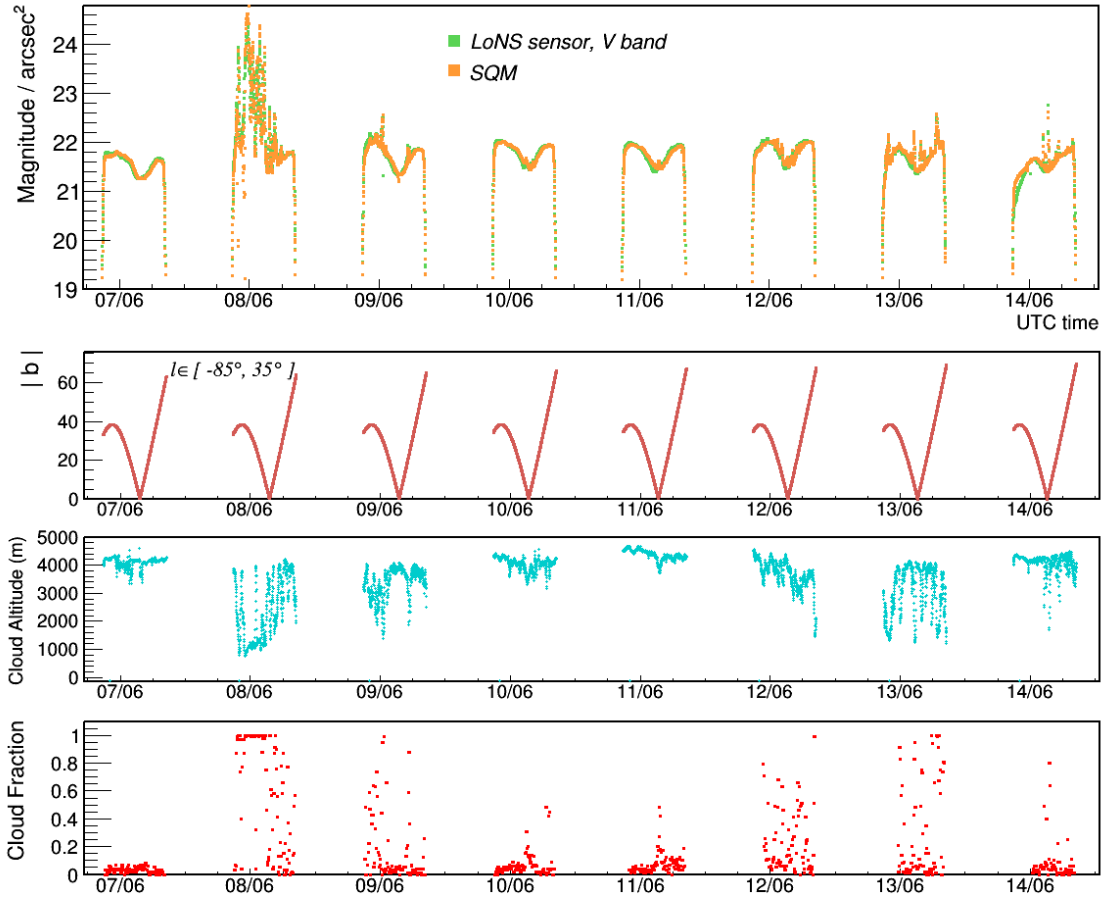 Magnitude / arcsec²
24
23
22
21
20
19
LoNS sensor, V band
SQM
07/06 08/06 09/06 10/06 11/06 12/06 13/06 14/06
UTC time
| b |
60
40
20
0
l∈[ -85°, 35° ]
07/06 08/06 09/06 10/06 11/06 12/06 13/06 14/06
Cloud Altitude (m)
5000
4000
3000
2000
1000
0
07/06 08/06 09/06 10/06 11/06 12/06 13/06 14/06
Cloud Fraction
1
0.8
0.6
0.4
0.2
0
07/06 08/06 09/06 10/06 11/06 12/06 13/06 14/06